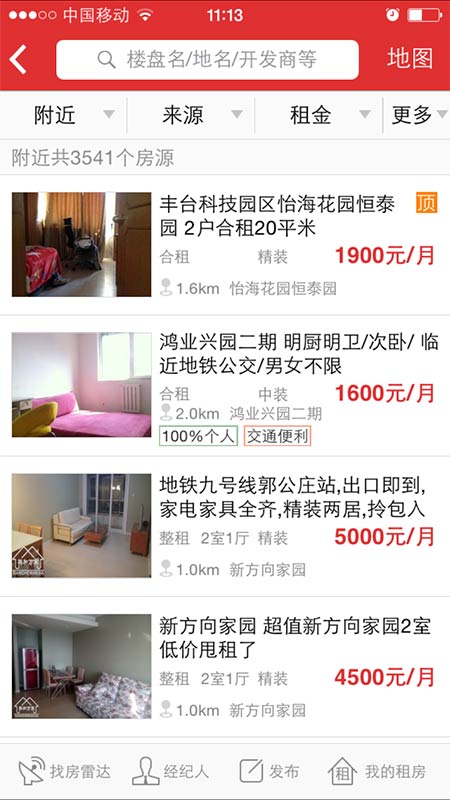 中国移动
11:13
楼盘名/地名/开发商等
地图
附近
来源
租金
更多
附近共3541个房源
丰台科技园区怡海花园恒泰
园 2户合租20平米
顶
合租
精装
1900元/月
1.6km 怡海花园恒泰园
鸿业兴园二期 明厨明卫/次卧/ 临
近地铁公交/男女不限
合租
中装
1600元/月
2.0km 鸿业兴园二期
100%个人
交通便利
地铁九号线郭公庄站,出口即到,
家电家具全齐,精装两居,拎包入
整租 2室1厅 精装
5000元/月
1.0km 新方向家园
新方向家园 超值新方向家园2室
低价甩租了
整租 2室1厅 精装
4500元/月
1.0km 新方向家园
找房雷达
经纪人
发布
租
我的租房